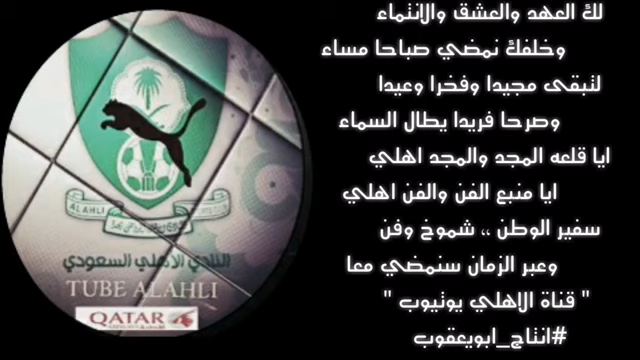 لك العهد والعشق والانتماء
وخلفك نمضي صباحا مساء
لتبقى مجيدا وفخرا وعيدا
وصرحا فريدا يطال السماء
ايا قلعه المجد والمجد اهلي
ايا منبع الفن والفن اهلي
سفير الوطن ،، شموخ وفن
وعبر الزمان سنمضي معا
" قناة الاهلي يوتيوب "
#انتاج_ابويعقوب
ALAHLI
النادي الأهلي السعودي
TUBE ALAHLI
QATAR